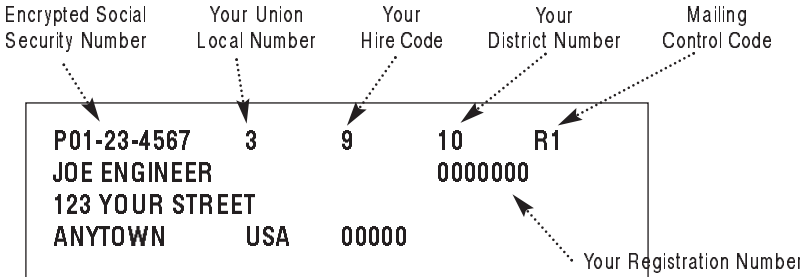 Encrypted Social Your Union Your Your Mailing
Security Number Local Number Hire Code District Number Control Code
P01-23-4567 3 9 10 R1
JOE ENGINEER 0000000
123 YOUR STREET
ANYTOWN USA 00000
Your Registration Number